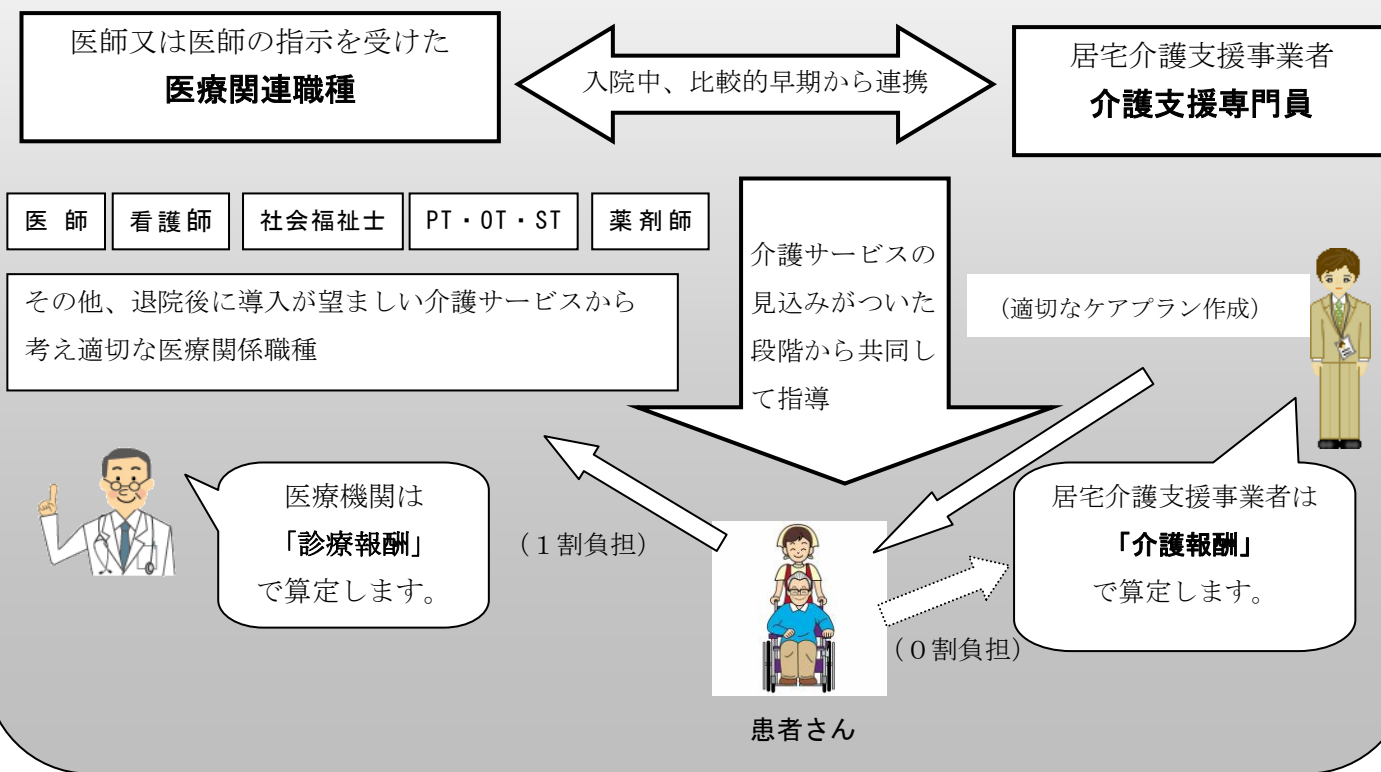 医師又は医師の指示を受けた
医療関連職種
入院中、比較的早期から連携
居宅介護支援事業者
介護支援専門員
医 師
看護師
社会福祉士
PT・OT・ST
薬剤師
その他、退院後に導入が望ましい介護サービスから
考え適切な医療関係職種
介護サービスの
見込みがついた
段階から共同し
て指導
(適切なケアプラン作成)
医療機関は
「診療報酬」
で算定します。
(1割負担)
居宅介護支援事業者は
「介護報酬」
で算定します。
(0割負担)
患者さん